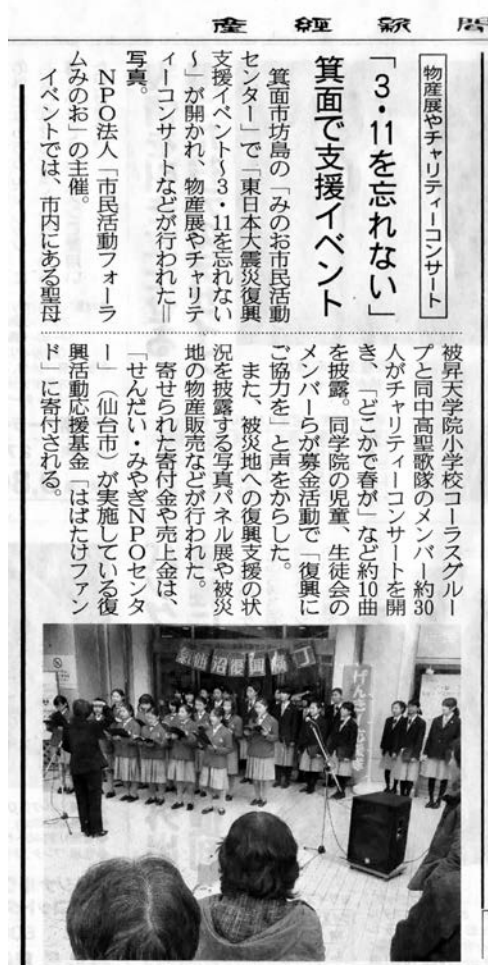 産經新聞
物産展やチャリティーコンサート
「3・11を忘れない」
箕面で支援イベント
箕面市坊島の「みのお市民活動
センター」で「東日本大震災復興
支援イベント〜3・11を忘れない
〜」が開かれ、物産展やチャリテ
ィーコンサートなどが行われた＝
写真。
NPO法人「市民活動フォーラ
ムみのお」の主催。
イベントでは、市内にある聖母
被昇天学院小学校コーラスグルー
プと同中高聖歌隊のメンバー約30
人がチャリティーコンサートを開
き、「どこかで春が」など約10曲
を披露。同学院の児童、生徒会の
メンバーらが募金活動で「復興に
ご協力を」と声をからした。
また、被災地への復興支援の状
況を披露する写真パネル展や被災
地の物産販売などが行われた。
寄せられた寄付金や売上金は、
「せんだい・みやぎNPOセンタ
ー」（仙台市）が実施している復
興活動応援基金「はばたけファン
ド」に寄付される。
気仙沼復興横丁